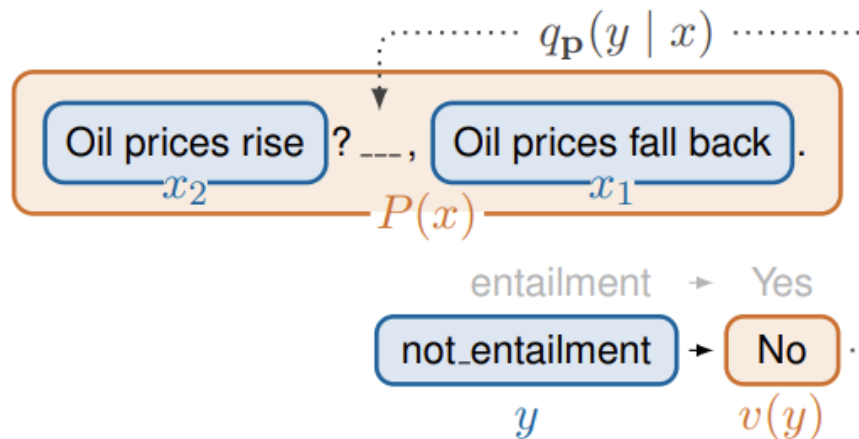 q_p(y | x)
Oil prices rise ? ___ , Oil prices fall back .
x_2 x_1
P(x)
entailment → Yes
not_entailment → No
y v(y)